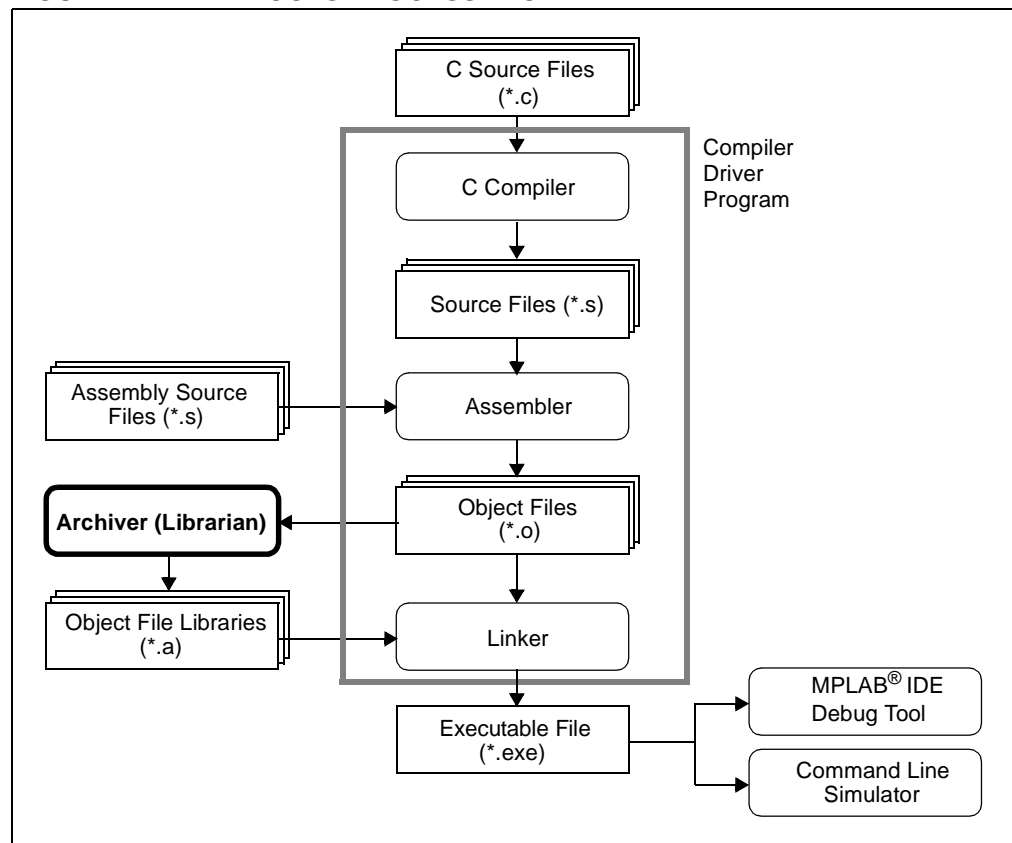 C Source Files
(*.c)
Compiler
Driver
Program
C Compiler
Source Files (*.s)
Assembly Source
Files (*.s)
Assembler
Archiver (Librarian)
Object Files
(*.o)
Object File Libraries
(*.a)
Linker
MPLAB® IDE
Debug Tool
Executable File
(*.exe)
Command Line
Simulator